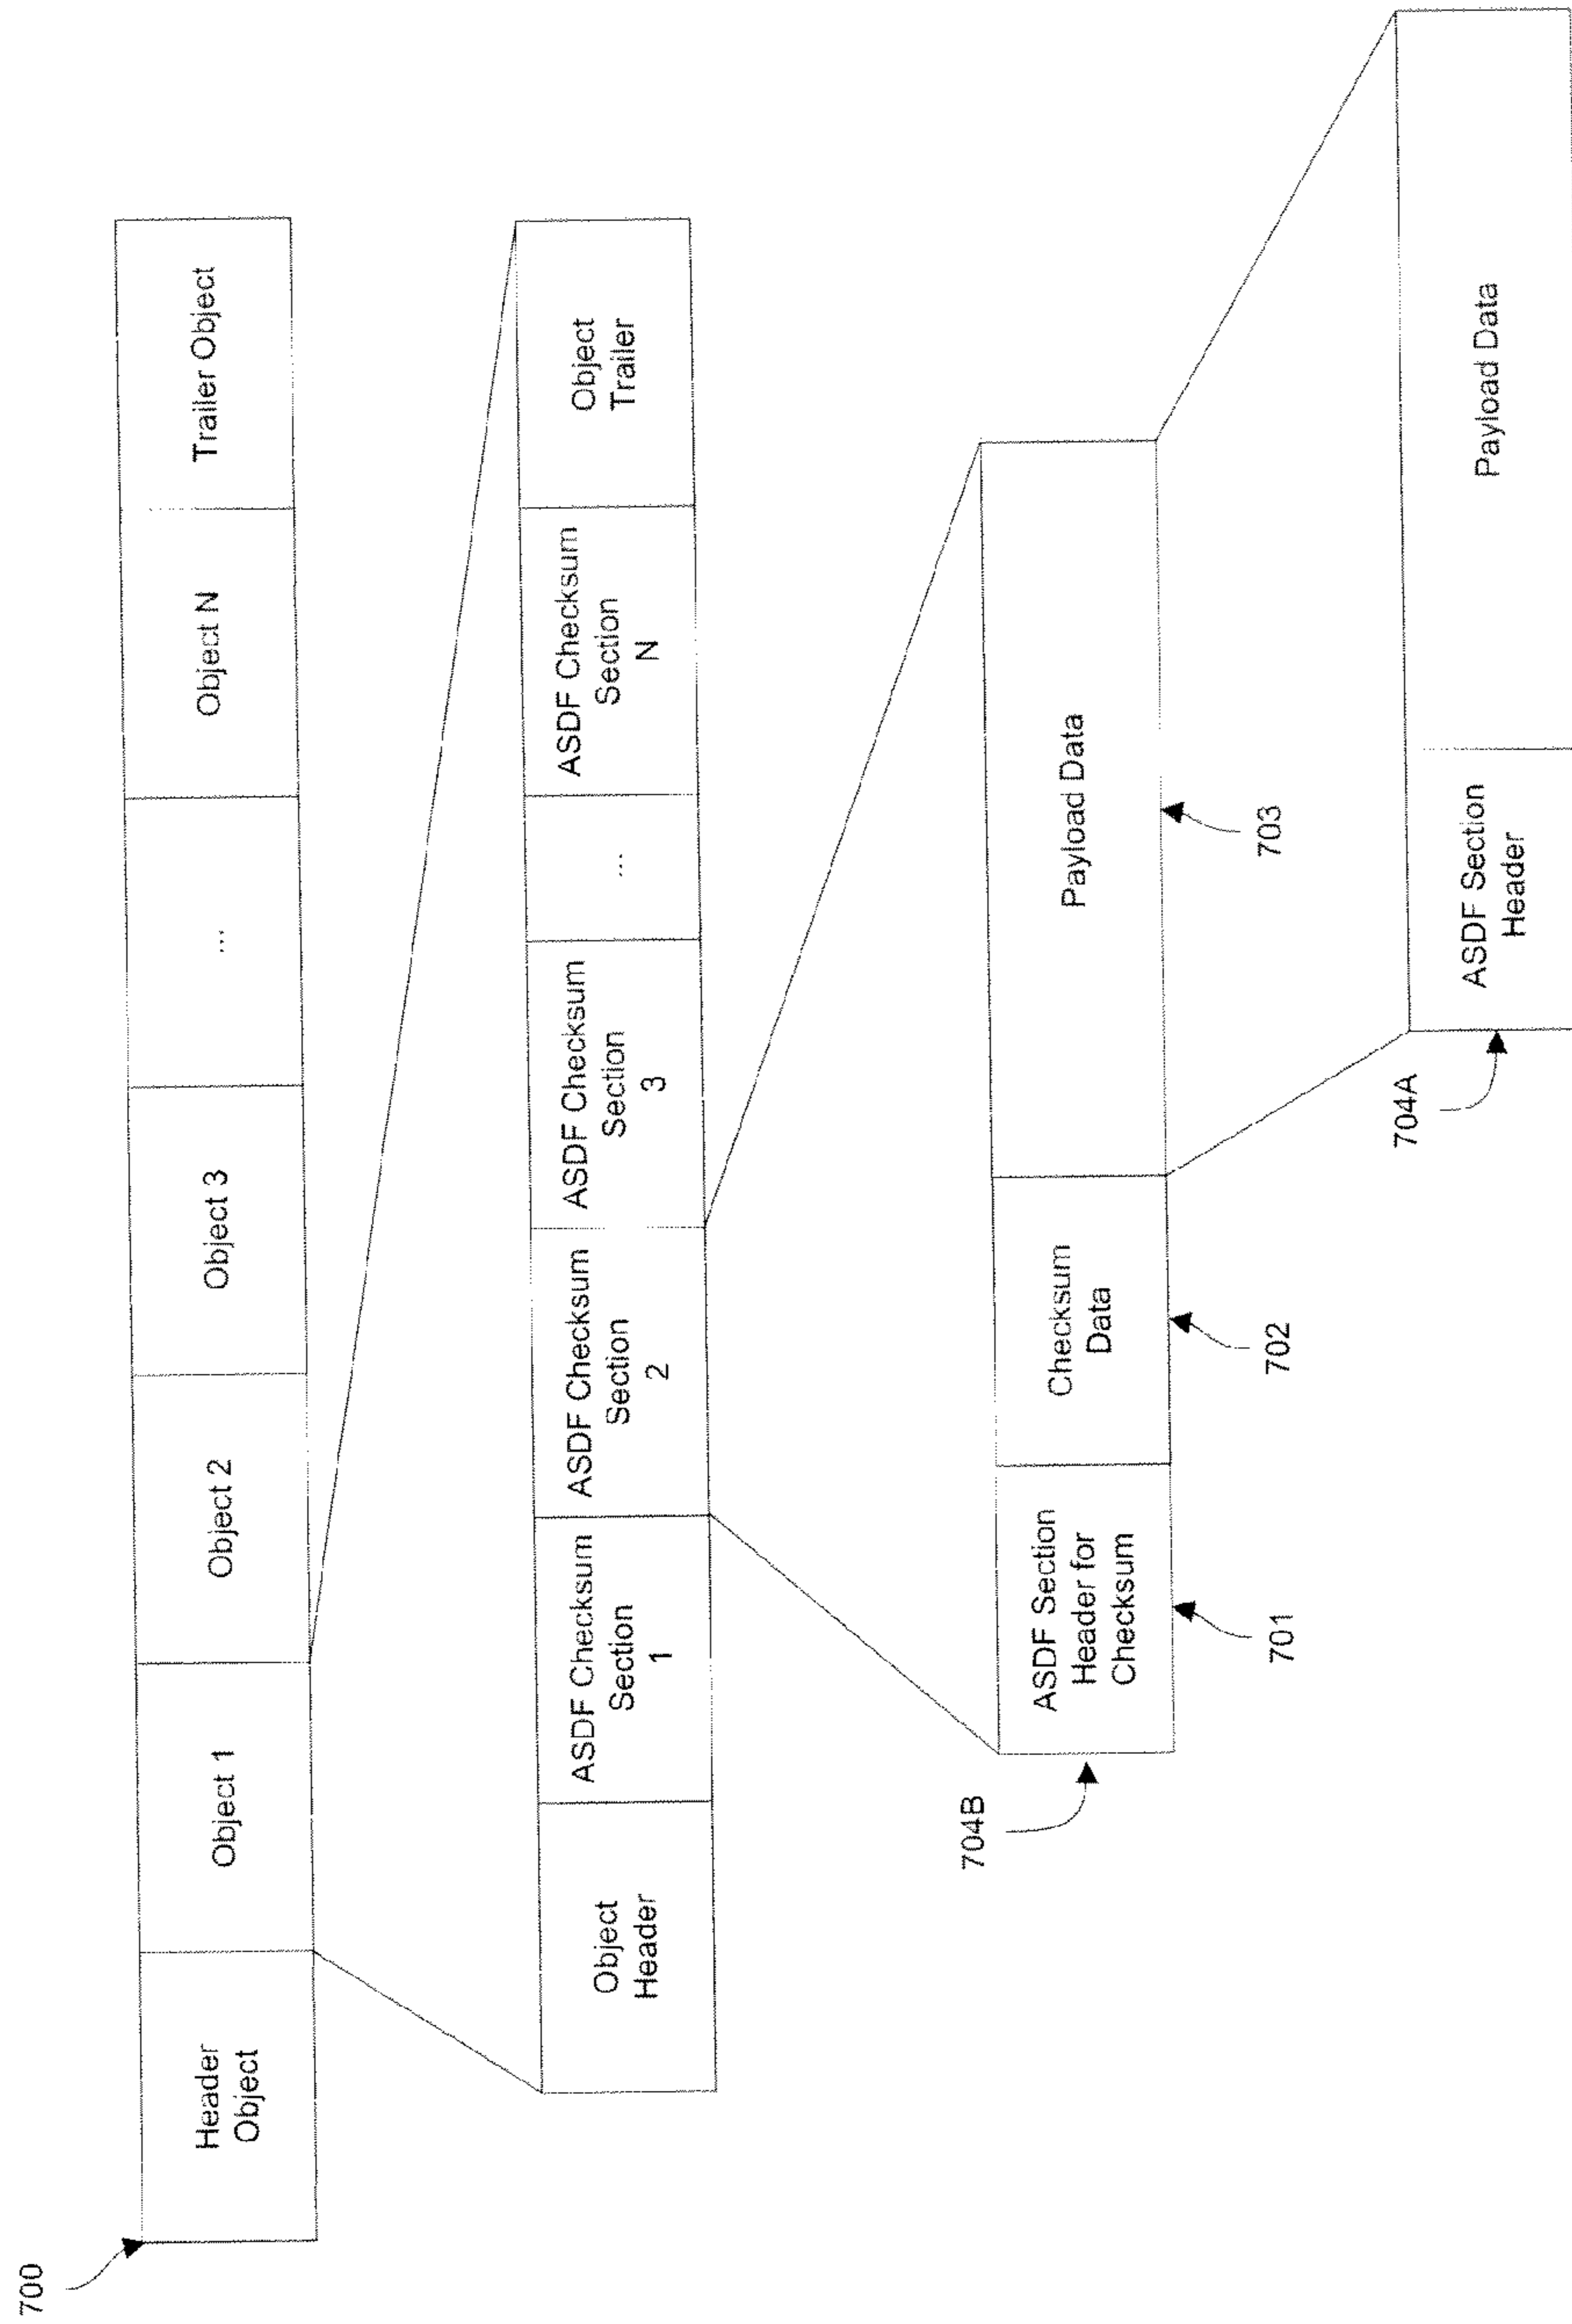 700
Header
Object
Object 1
Object 2
Object 3
...
Object N
Trailer Object
Object
Header
ASDF Checksum
Section
1
ASDF Checksum
Section
2
ASDF Checksum
Section
3
...
ASDF Checksum
Section
N
Object
Trailer
704B
ASDF Section
Header for
Checksum
Checksum
Data
Payload Data
701
702
703
704A
ASDF Section
Header
Payload Data